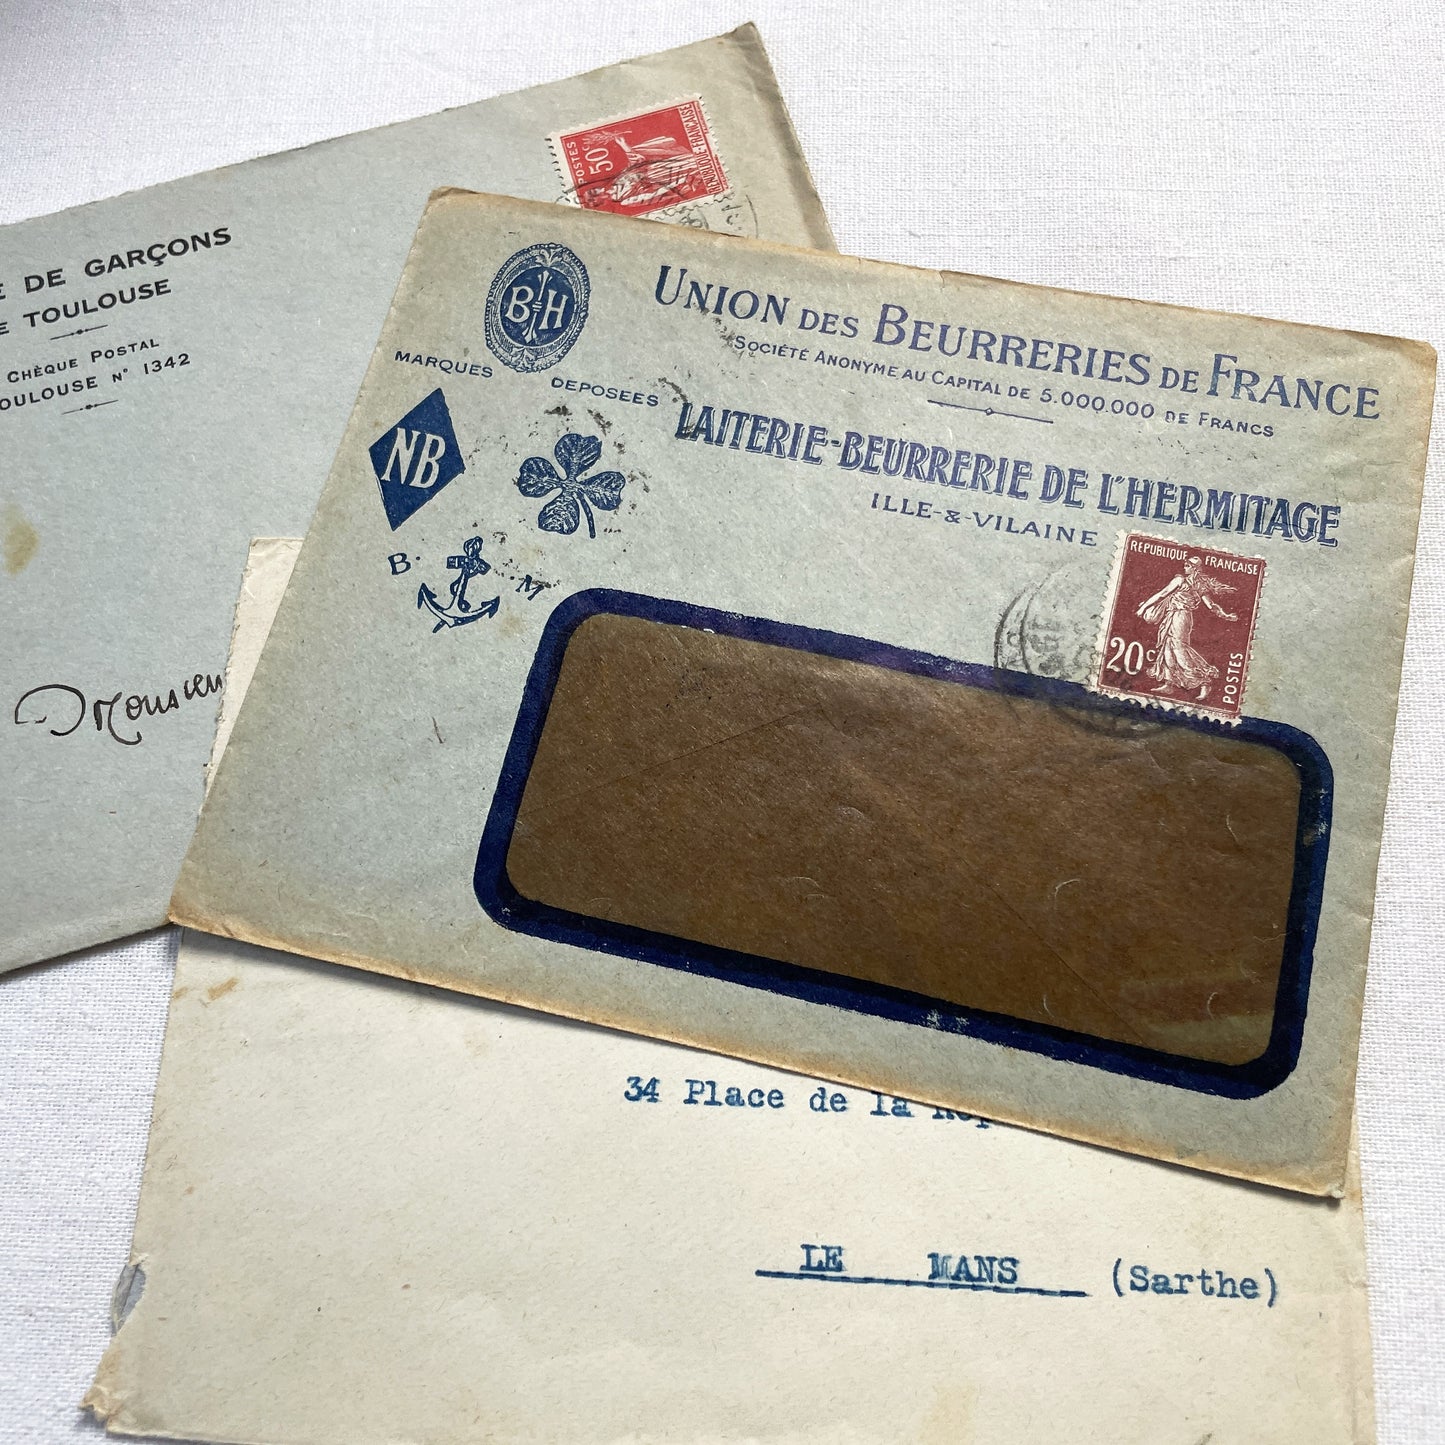 DE GARÇONS
TOULOUSE
CHÈQUE POSTAL
N° 1342
POSTES
50c
RÉPUBLIQUE FRANÇAISE
Monsieu
BH
MARQUES DEPOSEES
NB
B. M
UNION DES BEURRERIES DE FRANCE
SOCIÉTÉ ANONYME AU CAPITAL DE 5.000.000 DE FRANCS
LAITERIE-BEURRERIE DE L'HERMITAGE
ILLE-&-VILAINE
REPUBLIQUE FRANÇAISE
20c
POSTES
34 Place de la
LE MANS (Sarthe)